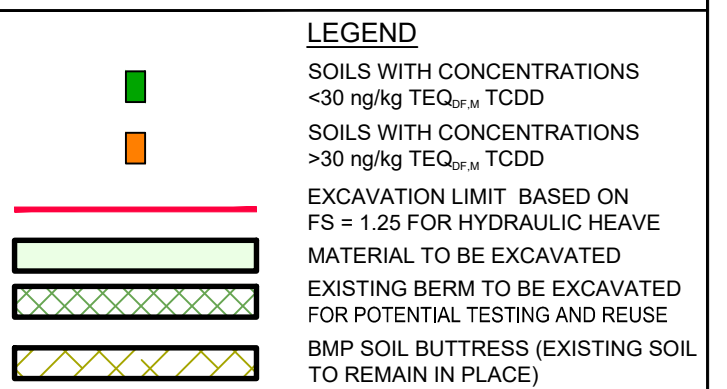 LEGEND
SOILS WITH CONCENTRATIONS
<30 ng/kg TEQDF,M TCDD
SOILS WITH CONCENTRATIONS
>30 ng/kg TEQDF,M TCDD
EXCAVATION LIMIT BASED ON
FS = 1.25 FOR HYDRAULIC HEAVE
MATERIAL TO BE EXCAVATED
EXISTING BERM TO BE EXCAVATED
FOR POTENTIAL TESTING AND REUSE
BMP SOIL BUTTRESS (EXISTING SOIL
TO REMAIN IN PLACE)